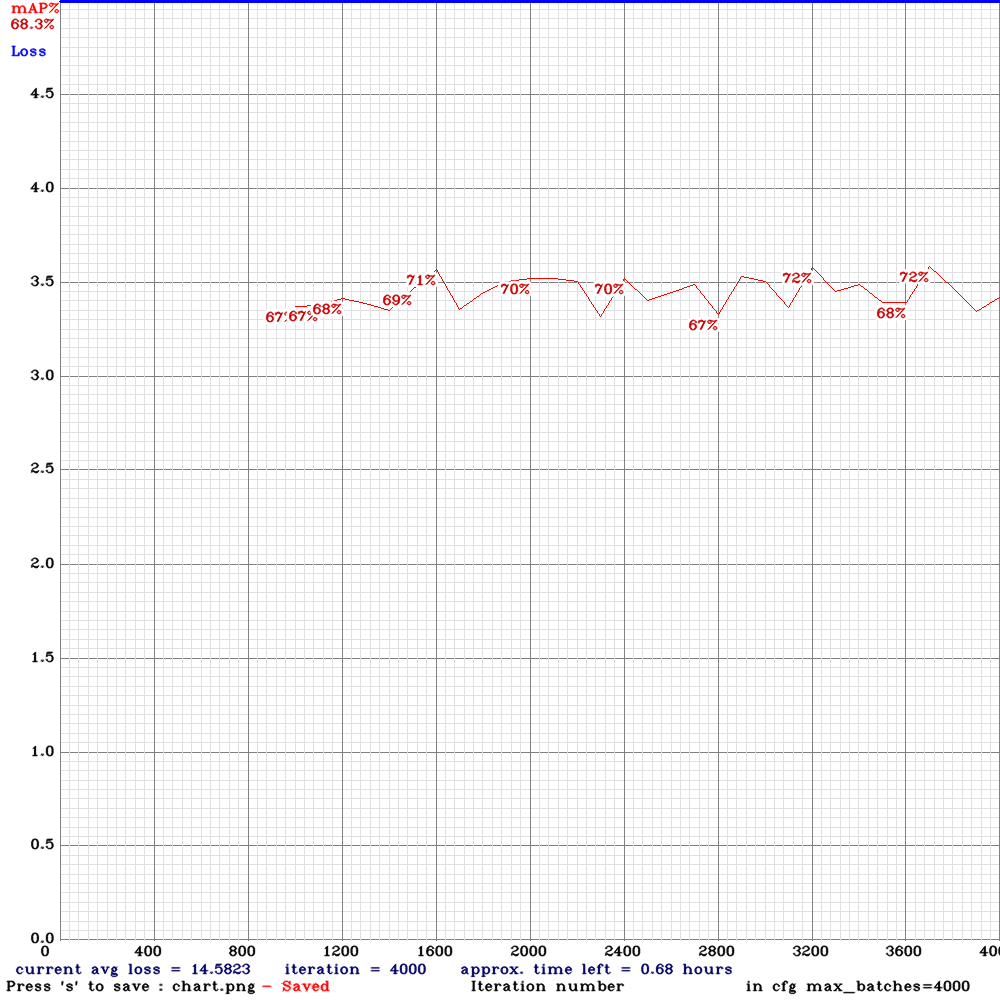 mAP%
68.3%
Loss
4.5
4.0
3.5
3.0
2.5
2.0
1.5
1.0
0.5
0.0
67% 67% 68% 69% 71% 70% 70% 67% 72% 68% 72%
0 400 800 1200 1600 2000 2400 2800 3200 3600 400
current avg loss = 14.5823 iteration = 4000 approx. time left = 0.68 hours
Press 's' to save : chart.png - Saved Iteration number in cfg max_batches=4000